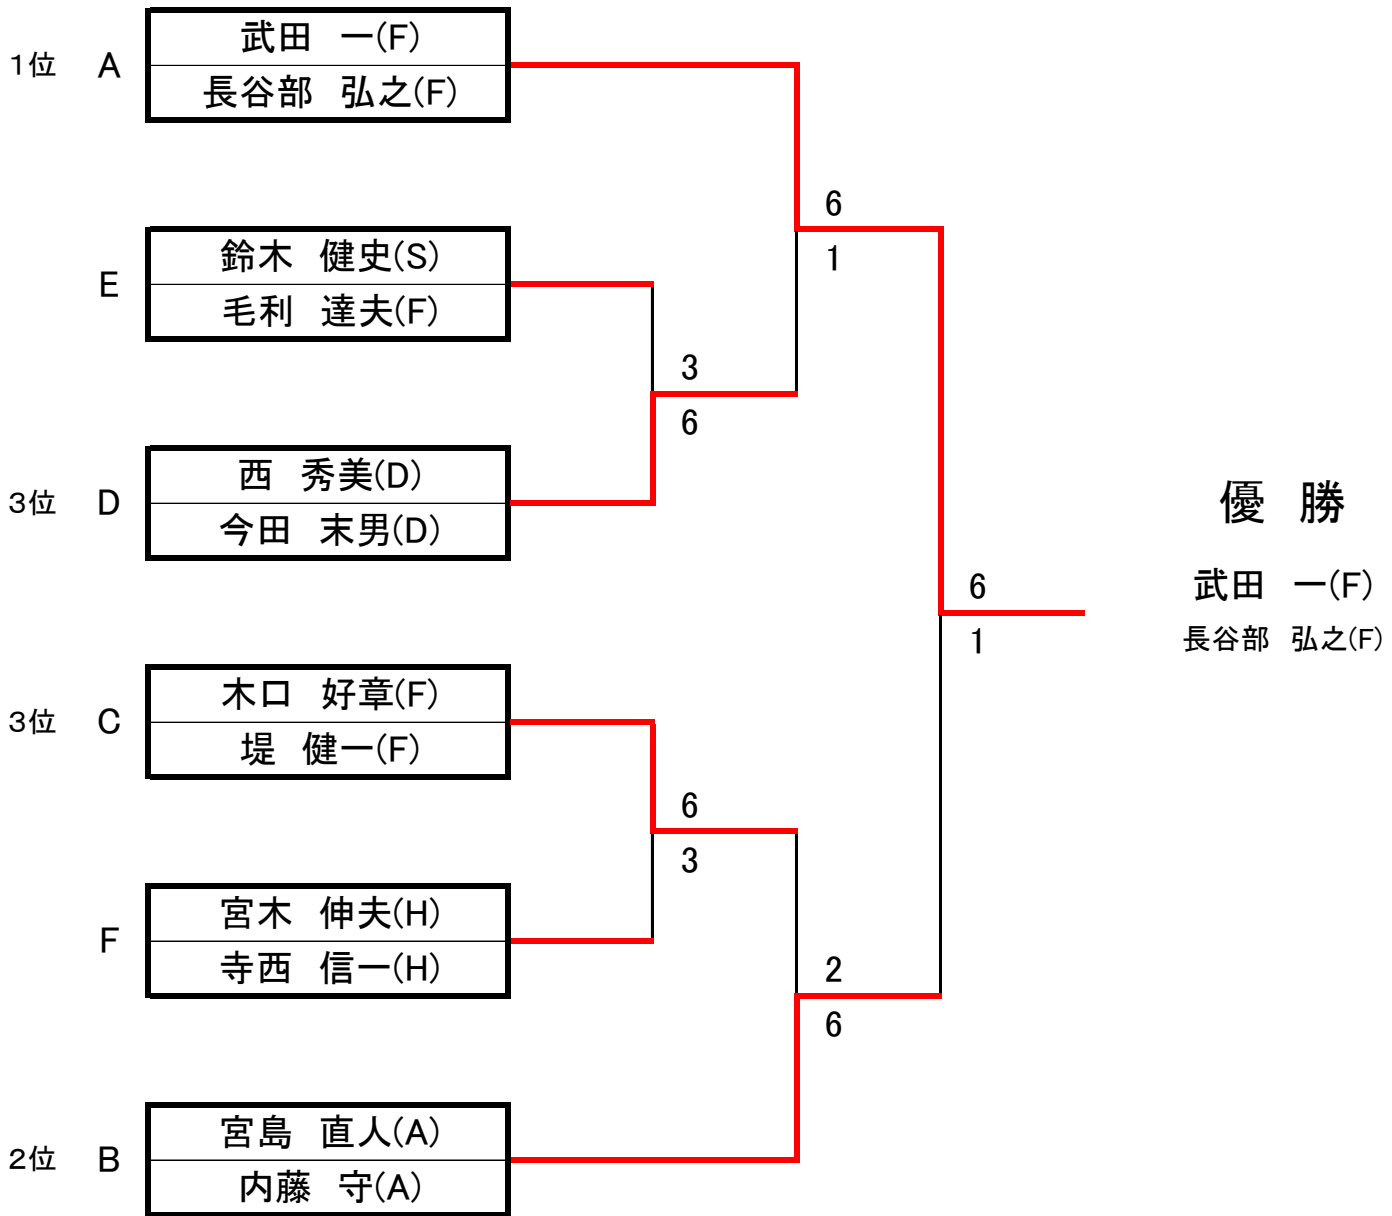 武田　一(F)
1位　A
長谷部　弘之(F)
6
1
鈴木　健史(S)
E
毛利　達夫(F)
3
6
西　秀美(D)
3位　D
今田　末男(D)
優　勝
武田　一(F)
長谷部　弘之(F)
6
1
木口　好章(F)
3位　C
堤　健一(F)
6
3
宮木　伸夫(H)
F
寺西　信一(H)
2
6
宮島　直人(A)
2位　B
内藤　守(A)